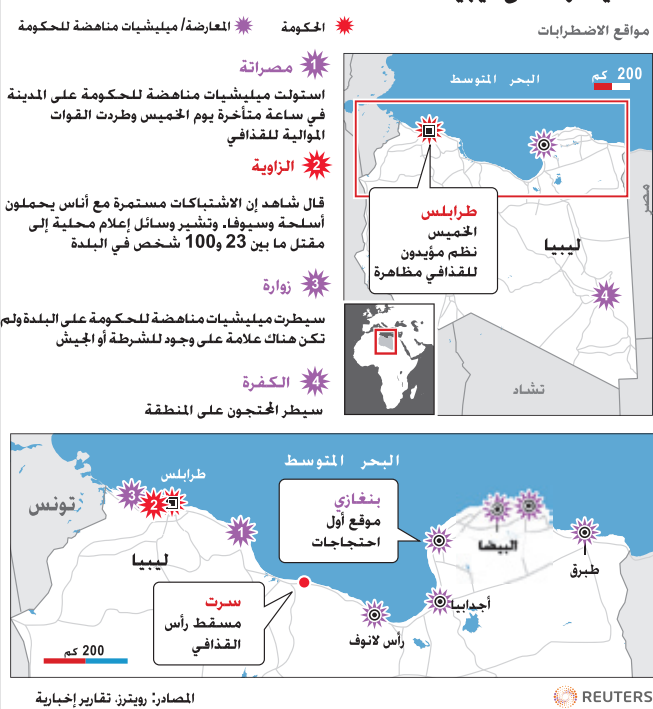 مواقع الاضطرابات
الحكومة
المعارضة/ ميليشيات مناهضة للحكومة
1 مصراتة
استولت ميليشيات مناهضة للحكومة على المدينة
في ساعة متأخرة يوم الخميس وطردت القوات
الموالية للقذافي
2 الزاوية
قال شاهد إن الاشتباكات مستمرة مع أناس يحملون
أسلحة وسيوفا. وتشير وسائل إعلام محلية إلى
مقتل ما بين 23 و100 شخص في البلدة
3 زوارة
سيطرت ميليشيات مناهضة للحكومة على البلدة ولم
تكن هناك علامة على وجود للشرطة أو الجيش
4 الكفرة
سيطر المحتجون على المنطقة
200 كم
البحر المتوسط
مصر
طرابلس
الخميس
نظم مؤيدون
للقذافي مظاهرة
ليبيا
4
تشاد
البحر المتوسط
طرابلس
تونس
3
2
1
ليبيا
بنغازي
موقع أول
احتجاجات
البيضا
طبرق
أجدابيا
رأس لانوف
سرت
مسقط رأس
القذافي
200 كم
المصادر: رويترز. تقارير إخبارية
REUTERS